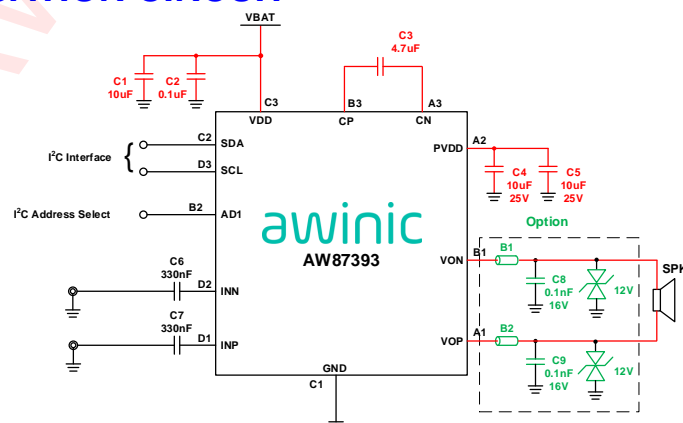 VBAT
C3
4.7uF
C1
10uF
C2
0.1uF
C3
VDD
B3
CP
A3
CN
I²C Interface
{
C2
SDA
D3
SCL
A2
PVDD
C4
10uF
25V
C5
10uF
25V
I²C Address Select
B2
AD1
awinic
AW87393
Option
B1
VON
B1
C8
0.1nF
16V
12V
SPK
C6
330nF
D2
INN
C7
330nF
D1
INP
A1
VOP
B2
C9
0.1nF
16V
12V
GND
C1